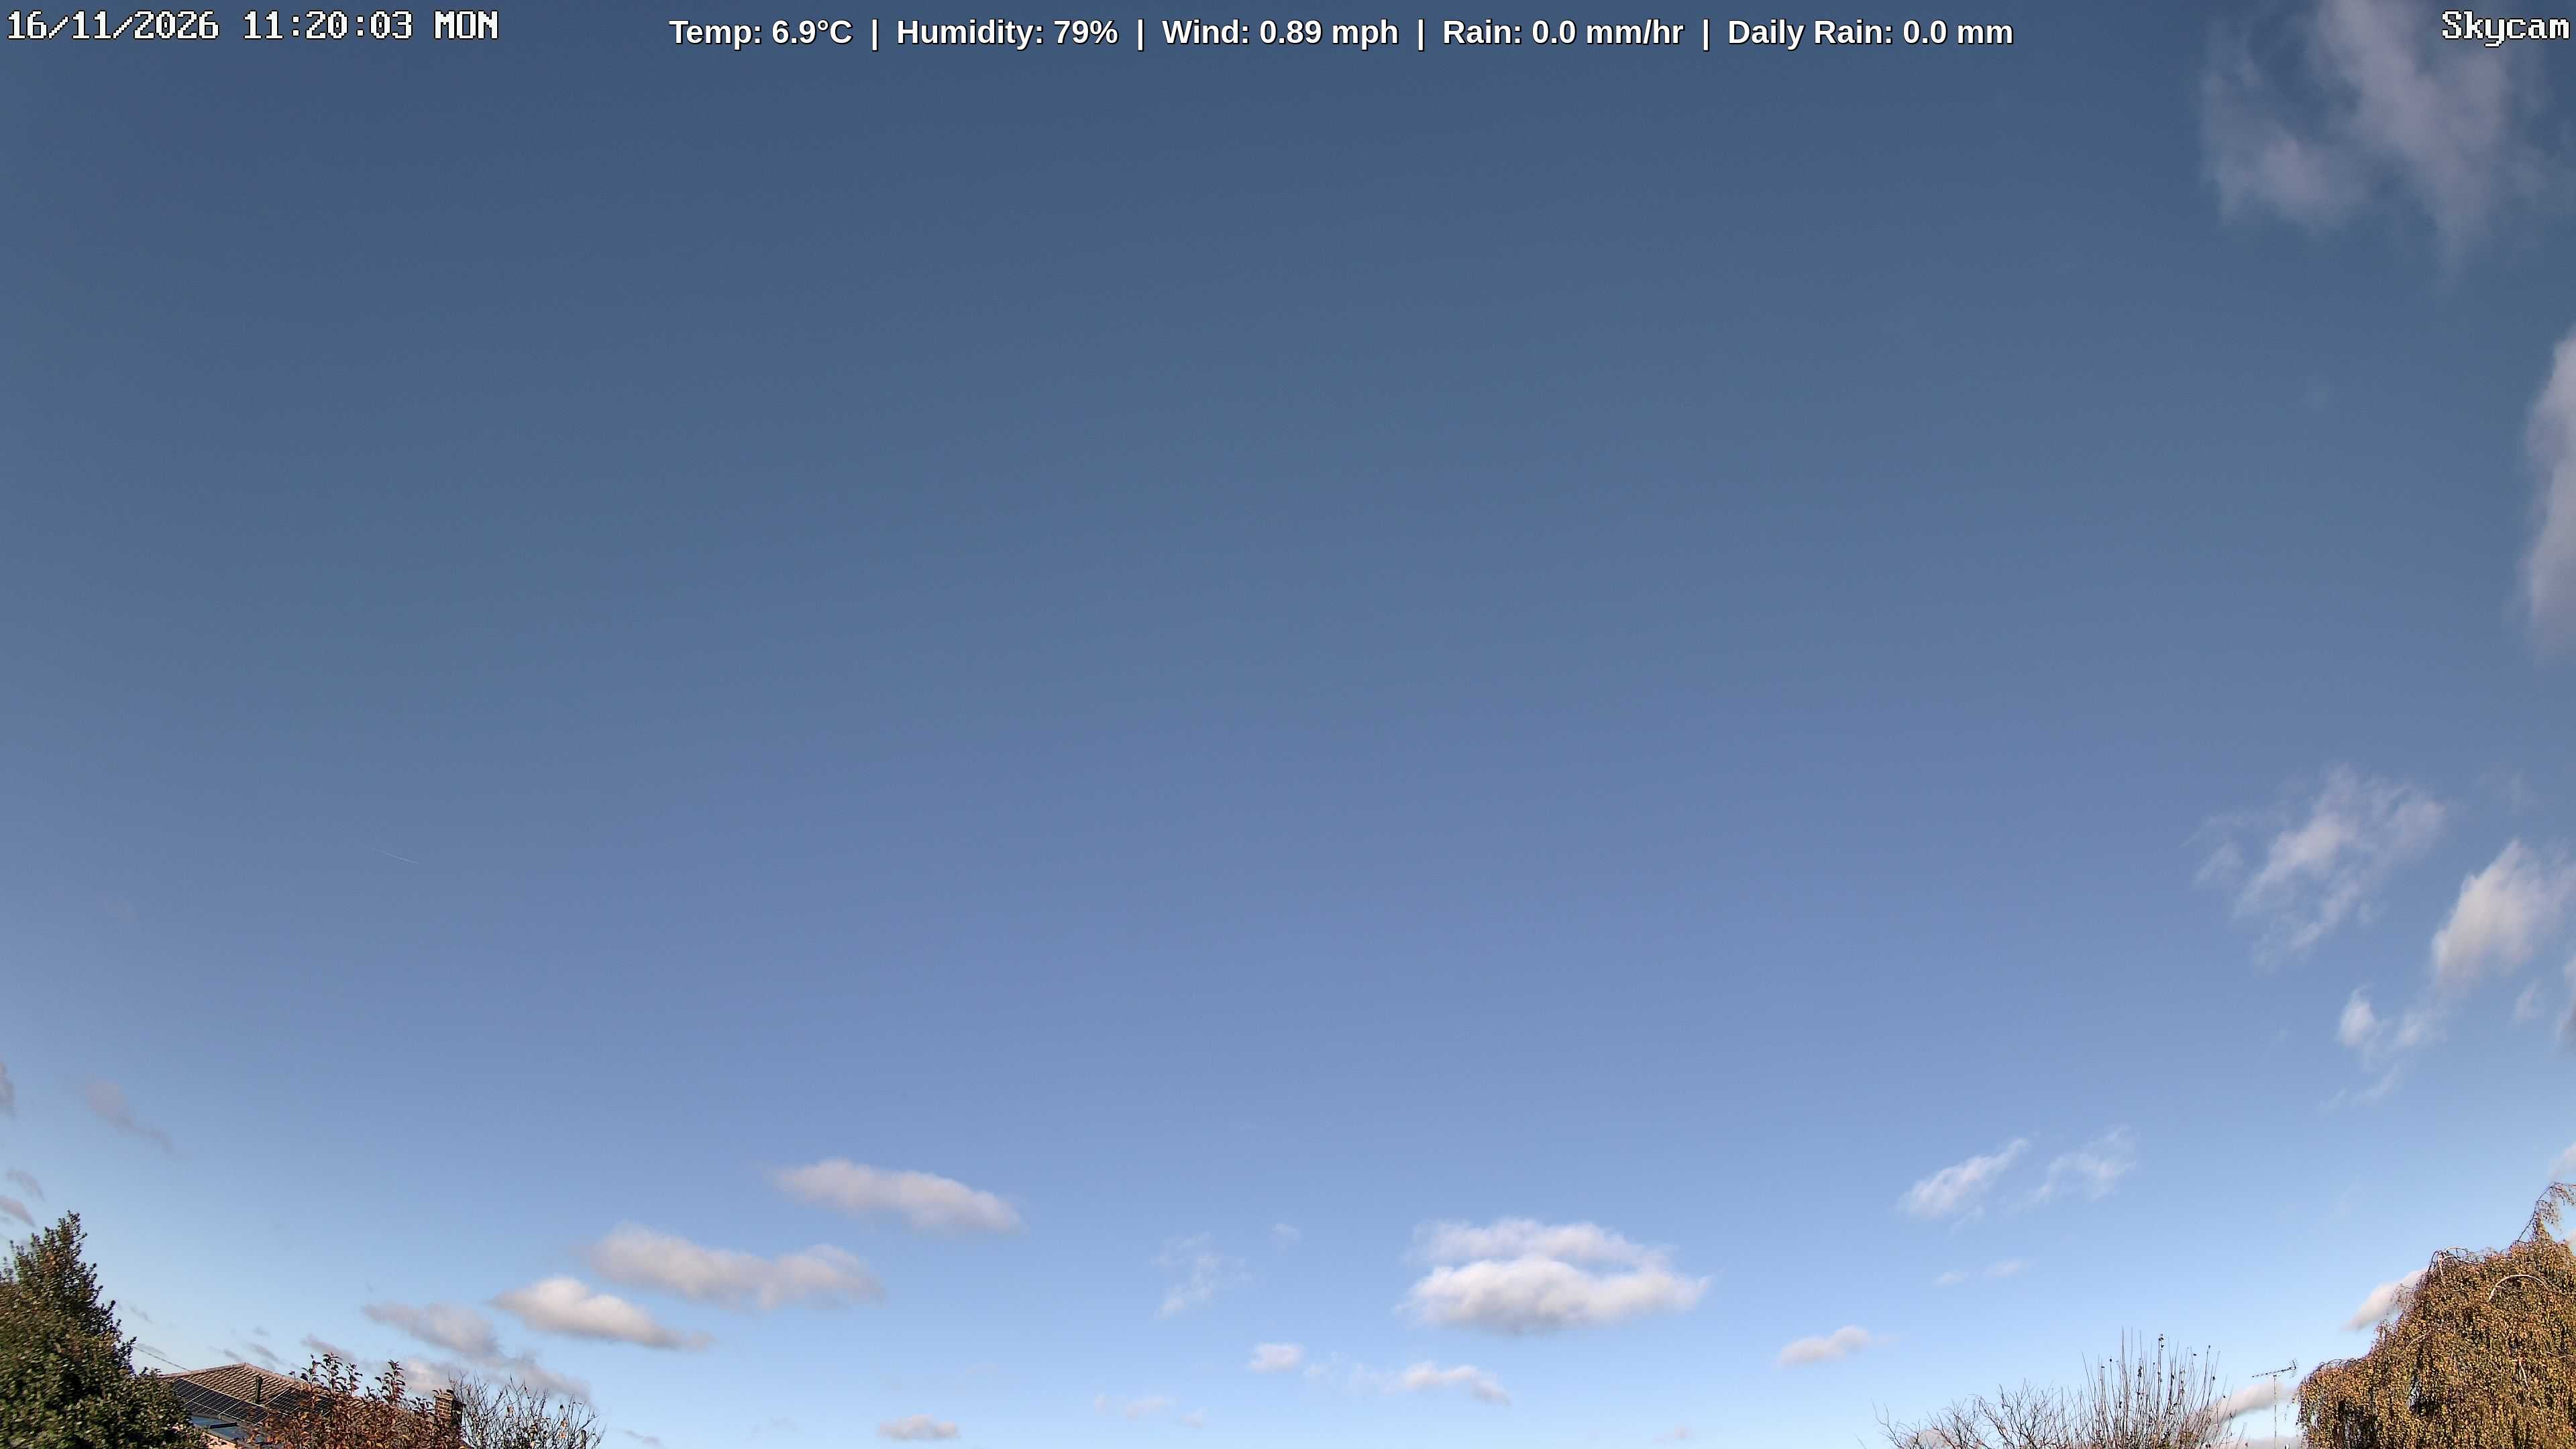 16/11/2026 11:20:03 MON
Temp: 6.9°C | Humidity: 79% | Wind: 0.89 mph | Rain: 0.0 mm/hr | Daily Rain: 0.0 mm
Skycam